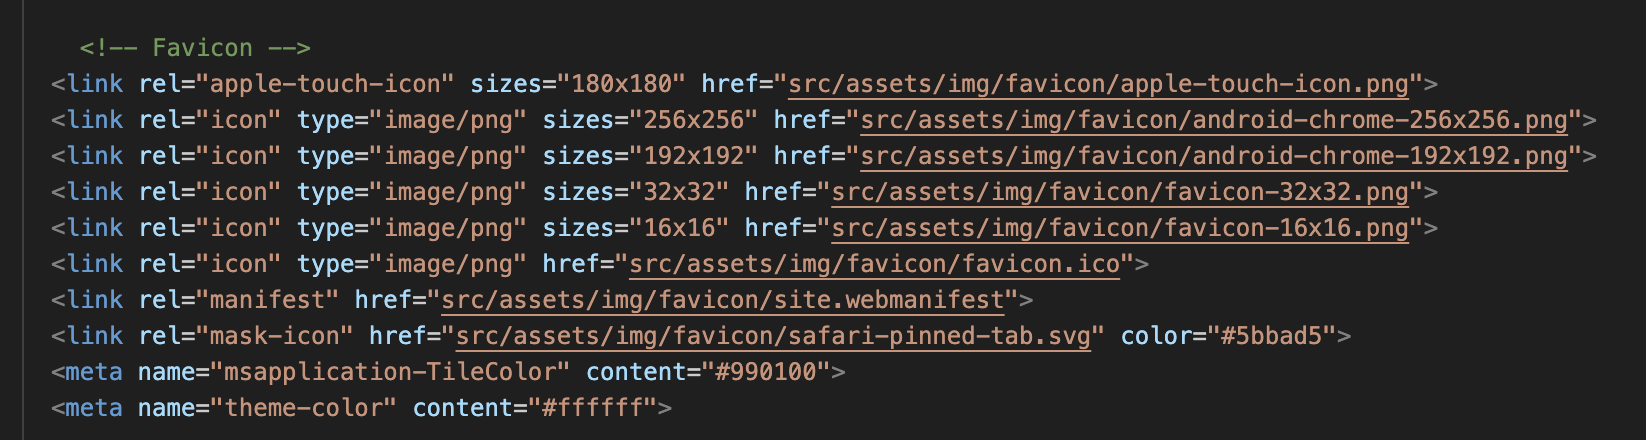 <!-- Favicon -->
<link rel="apple-touch-icon" sizes="180x180" href="src/assets/img/favicon/apple-touch-icon.png">
<link rel="icon" type="image/png" sizes="256x256" href="src/assets/img/favicon/android-chrome-256x256.png">
<link rel="icon" type="image/png" sizes="192x192" href="src/assets/img/favicon/android-chrome-192x192.png">
<link rel="icon" type="image/png" sizes="32x32" href="src/assets/img/favicon/favicon-32x32.png">
<link rel="icon" type="image/png" sizes="16x16" href="src/assets/img/favicon/favicon-16x16.png">
<link rel="icon" type="image/png" href="src/assets/img/favicon/favicon.ico">
<link rel="manifest" href="src/assets/img/favicon/site.webmanifest">
<link rel="mask-icon" href="src/assets/img/favicon/safari-pinned-tab.svg" color="#5bbad5">
<meta name="msapplication-TileColor" content="#990100">
<meta name="theme-color" content="#ffffff">